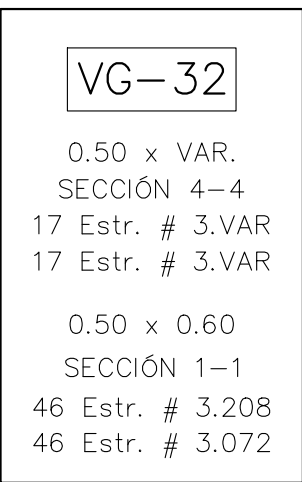 VG-32
0.50 x VAR.
SECCIÓN 4-4
17 Estr. # 3.VAR
17 Estr. # 3.VAR
0.50 x 0.60
SECCIÓN 1-1
46 Estr. # 3.208
46 Estr. # 3.072